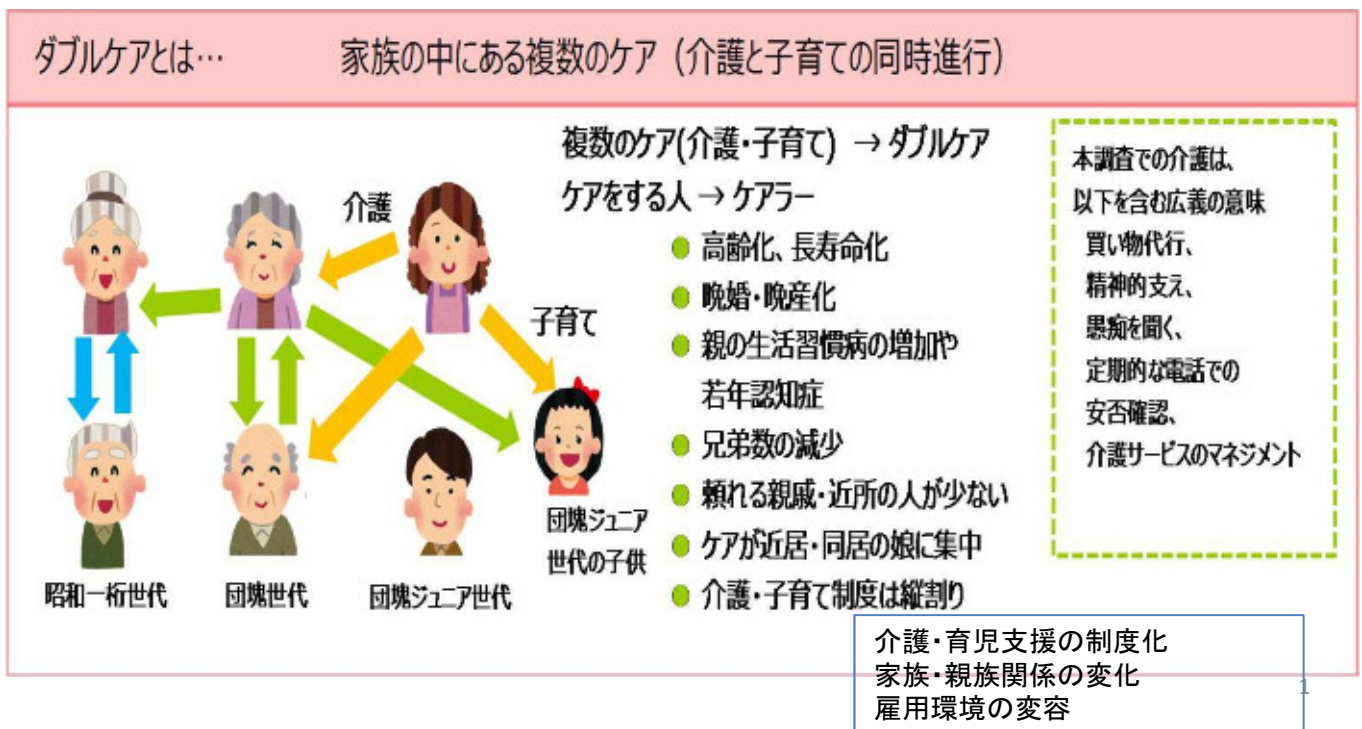 ダブルケアとは… 家族の中にある複数のケア（介護と子育ての同時進行）
介護
子育て
昭和一桁世代
団塊世代
団塊ジュニア世代
団塊ジュニア
世代の子供
複数のケア(介護・子育て) → ダブルケア
ケアをする人 → ケアラー
● 高齢化、長寿命化
● 晩婚・晩産化
● 親の生活習慣病の増加や
若年認知症
● 兄弟数の減少
● 頼れる親戚・近所の人が少ない
● ケアが近居・同居の娘に集中
● 介護・子育て制度は縦割り
本調査での介護は、
以下を含む広義の意味
買い物代行、
精神的支え、
愚痴を聞く、
定期的な電話での
安否確認、
介護サービスのマネジメント
介護・育児支援の制度化
家族・親族関係の変化
雇用環境の変容
1